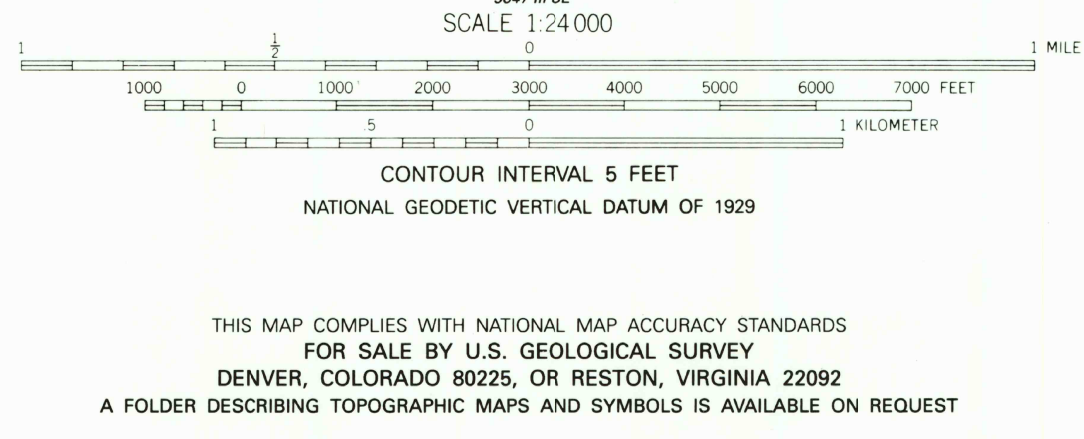 SCALE 1:24 000
1 ½ 0 1 MILE
1000 0 1000 2000 3000 4000 5000 6000 7000 FEET
1 .5 0 1 KILOMETER
CONTOUR INTERVAL 5 FEET
NATIONAL GEODETIC VERTICAL DATUM OF 1929
THIS MAP COMPLIES WITH NATIONAL MAP ACCURACY STANDARDS
FOR SALE BY U.S. GEOLOGICAL SURVEY
DENVER, COLORADO 80225, OR RESTON, VIRGINIA 22092
A FOLDER DESCRIBING TOPOGRAPHIC MAPS AND SYMBOLS IS AVAILABLE ON REQUEST